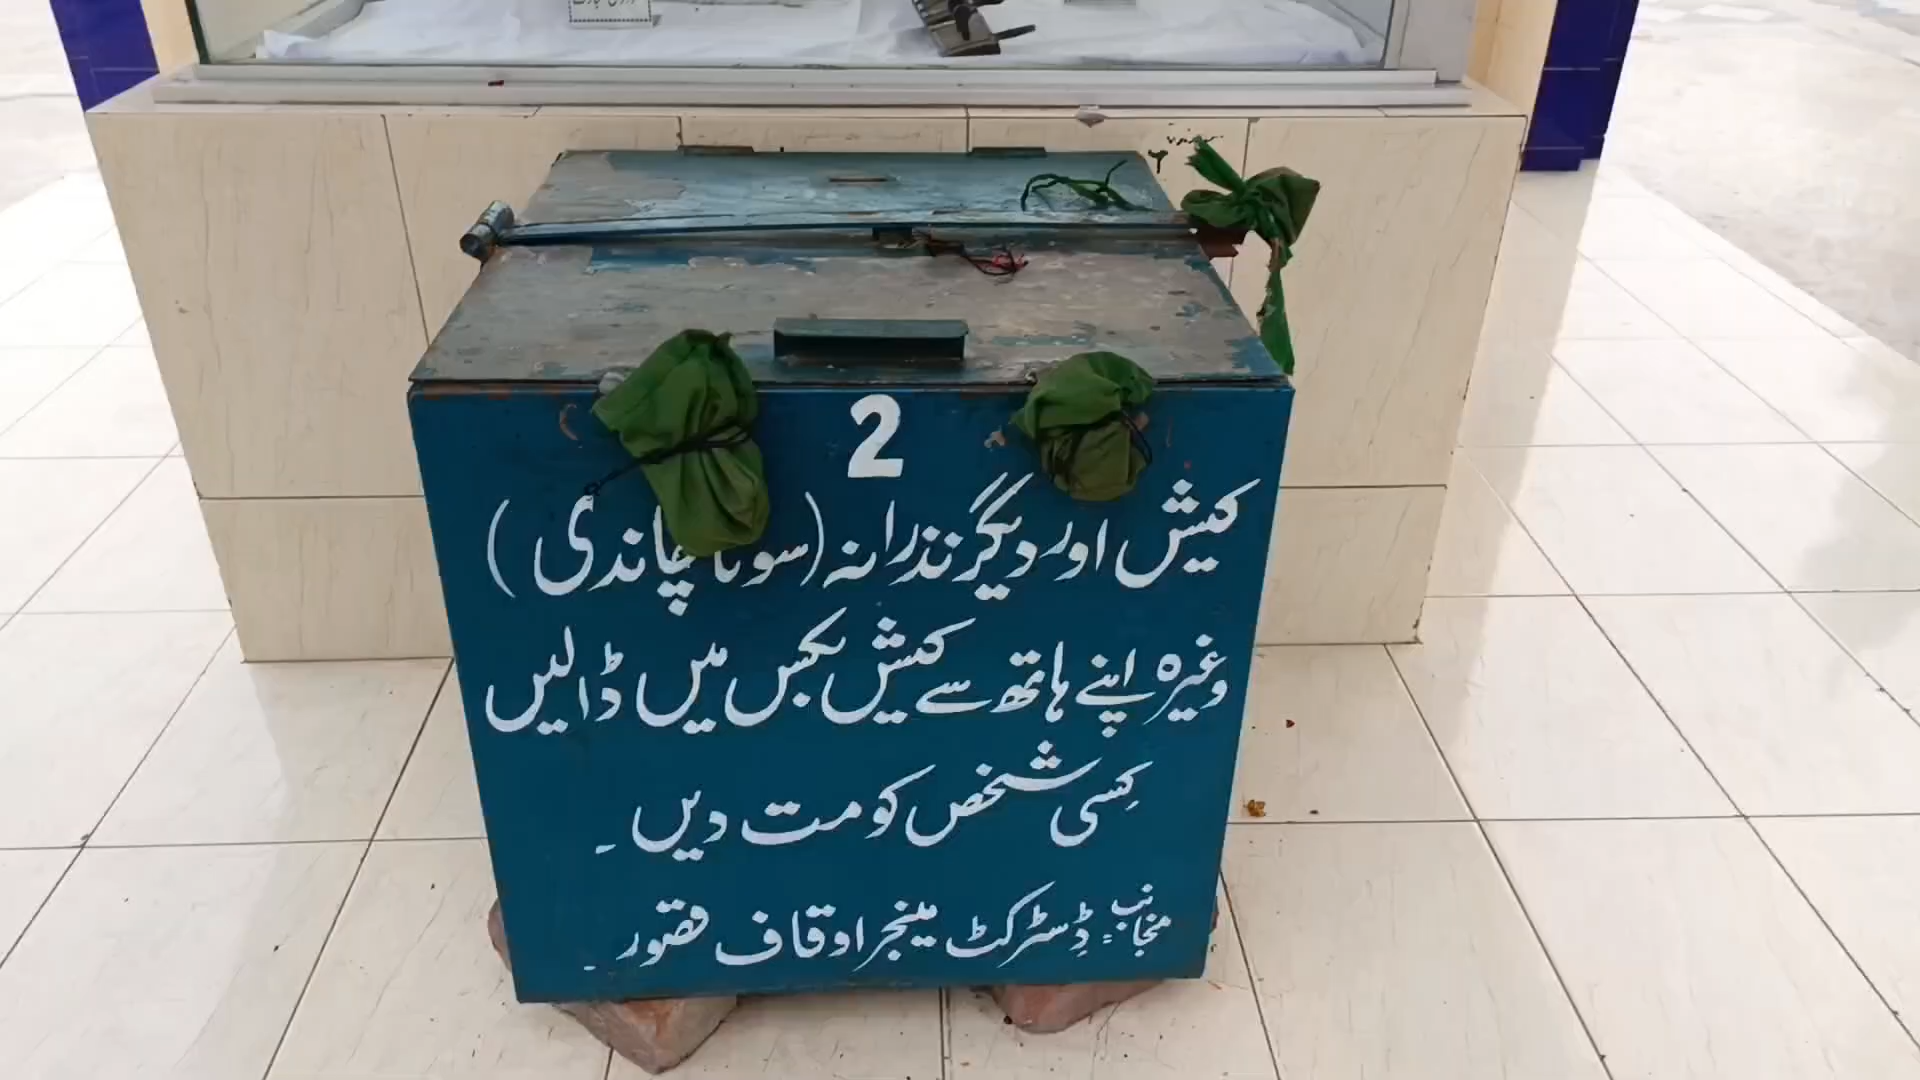 2
کیش اور دیگر نذرانہ (سونا چاندی)
وغیرہ اپنے ہاتھ سے کیش بکس میں ڈالیں
کسی شخص کو مت دیں ۔
منجانب ڈسٹرکٹ مینجر اوقاف قصور ۔